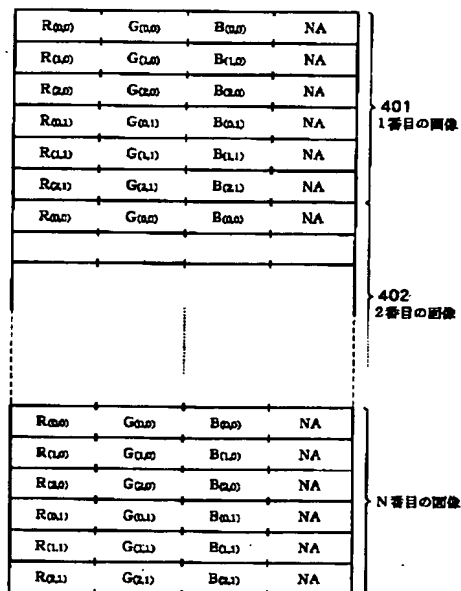 R(0,0) G(0,0) B(0,0) NA
R(1,0) G(1,0) B(1,0) NA
R(2,0) G(2,0) B(2,0) NA
R(0,1) G(0,1) B(0,1) NA
R(1,1) G(1,1) B(1,1) NA
R(2,1) G(2,1) B(2,1) NA
R(0,0) G(0,0) B(0,0) NA
401
1番目の画像
402
2番目の画像
R(0,0) G(0,0) B(0,0) NA
R(1,0) G(1,0) B(1,0) NA
R(2,0) G(2,0) B(2,0) NA
R(0,1) G(0,1) B(0,1) NA
R(1,1) G(1,1) B(1,1) NA
R(2,1) G(2,1) B(2,1) NA
N番目の画像